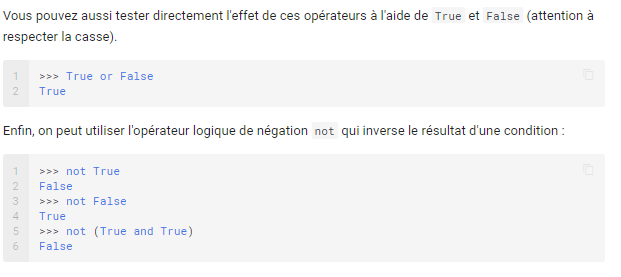 Vous pouvez aussi tester directement l'effet de ces opérateurs à l'aide de True et False (attention à
respecter la casse).
1 >>> True or False
2 True
Enfin, on peut utiliser l'opérateur logique de négation not qui inverse le résultat d'une condition :
1 >>> not True
2 False
3 >>> not False
4 True
5 >>> not (True and True)
6 False